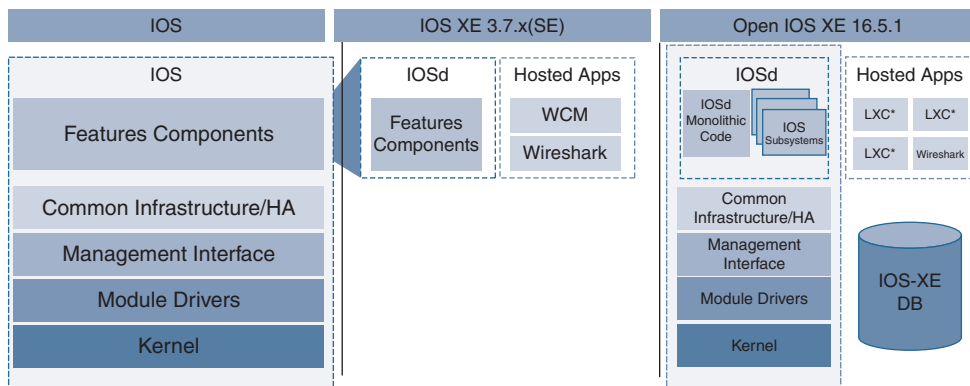 IOS
IOS XE 3.7.x(SE)
Open IOS XE 16.5.1
IOS
Features Components
Common Infrastructure/HA
Management Interface
Module Drivers
Kernel
IOSd
Features
Components
Hosted Apps
WCM
Wireshark
IOSd
IOSd
Monolithic
Code
IOS
Subsystems
Common
Infrastructure/HA
Management
Interface
Module Drivers
Kernel
Hosted Apps
LXC*
LXC*
LXC*
Wireshark
IOS-XE
DB